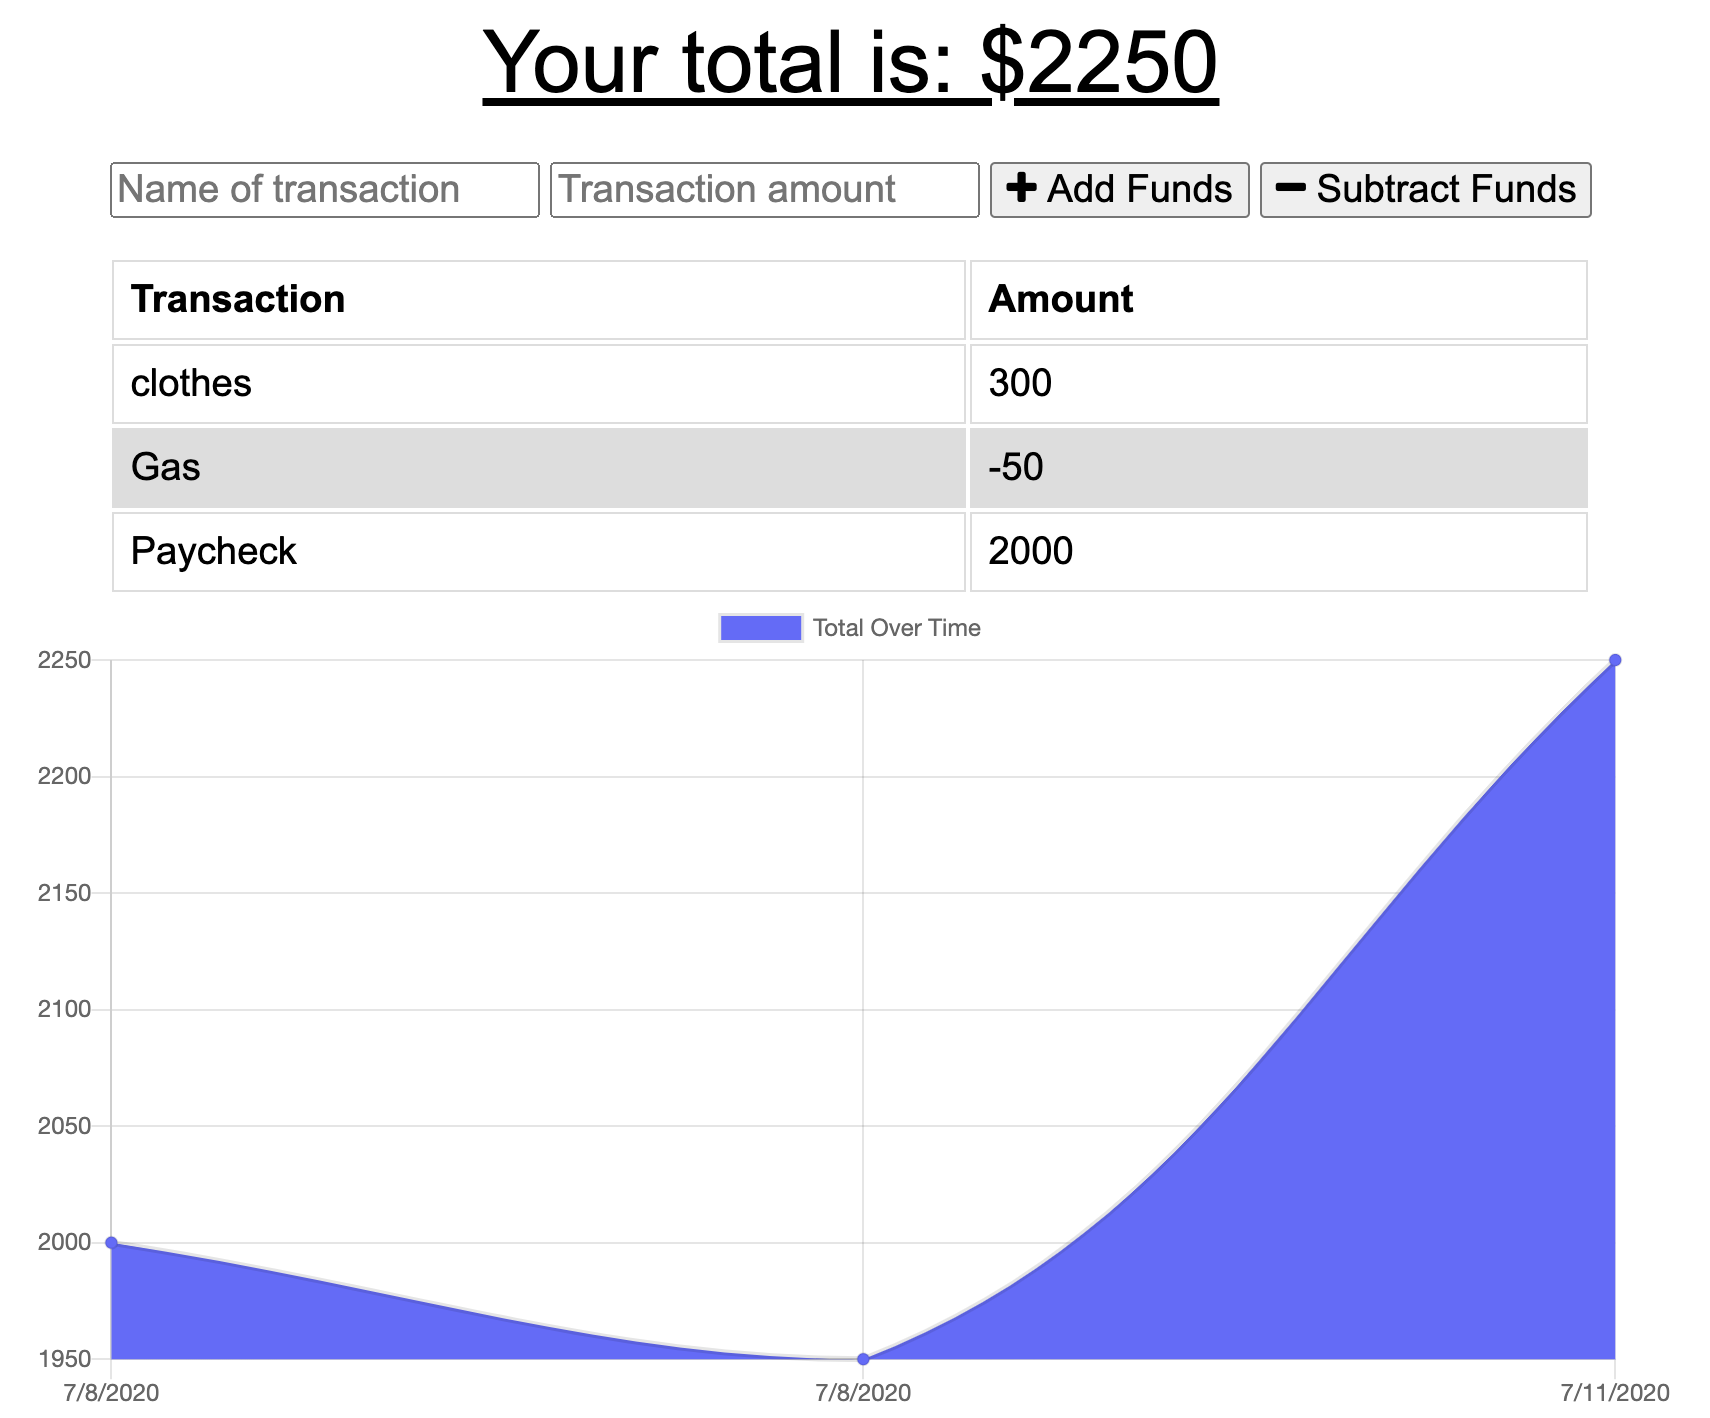 Your total is: $2250
Name of transaction Transaction amount + Add Funds − Subtract Funds
Transaction Amount
clothes 300
Gas -50
Paycheck 2000
Total Over Time
2250
2200
2150
2100
2050
2000
1950
7/8/2020 7/8/2020 7/11/2020